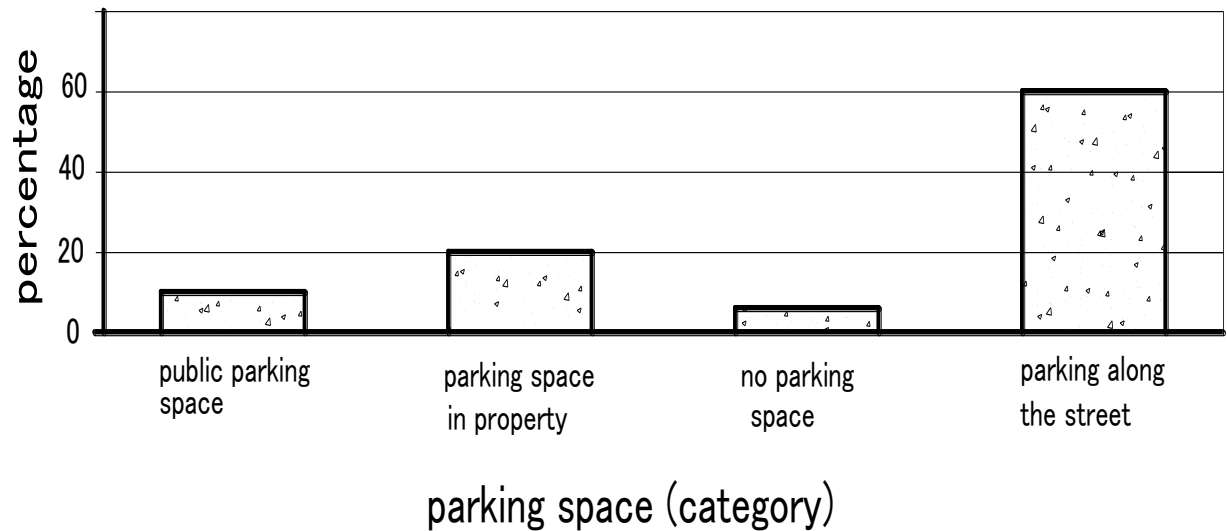 percentage
60
40
20
0
public parking
space
parking space
in property
no parking
space
parking along
the street
parking space (category)